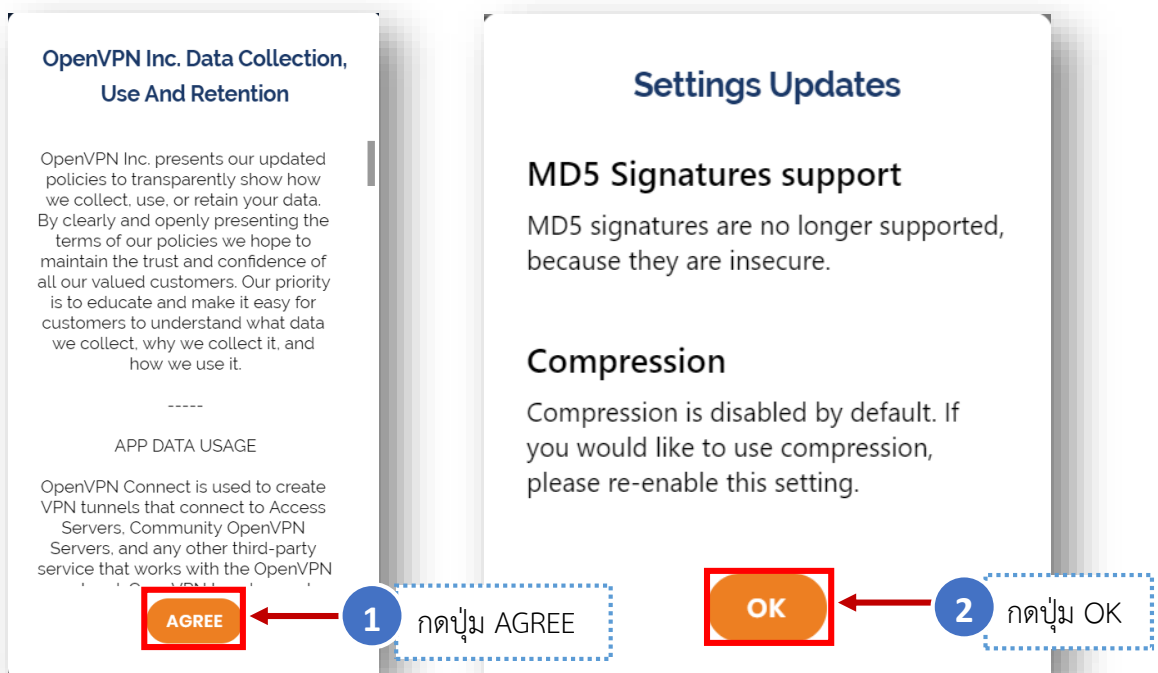 OpenVPN Inc. Data Collection,
Use And Retention
OpenVPN Inc. presents our updated
policies to transparently show how
we collect, use, or retain your data.
By clearly and openly presenting the
terms of our policies we hope to
maintain the trust and confidence of
all our valued customers. Our priority
is to educate and make it easy for
customers to understand what data
we collect, why we collect it, and
how we use it.
-----
APP DATA USAGE
OpenVPN Connect is used to create
VPN tunnels that connect to Access
Servers, Community OpenVPN
Servers, and any other third-party
service that works with the OpenVPN
AGREE
1 กดปุ่ม AGREE
Settings Updates
MD5 Signatures support
MD5 signatures are no longer supported,
because they are insecure.
Compression
Compression is disabled by default. If
you would like to use compression,
please re-enable this setting.
OK
2 กดปุ่ม OK